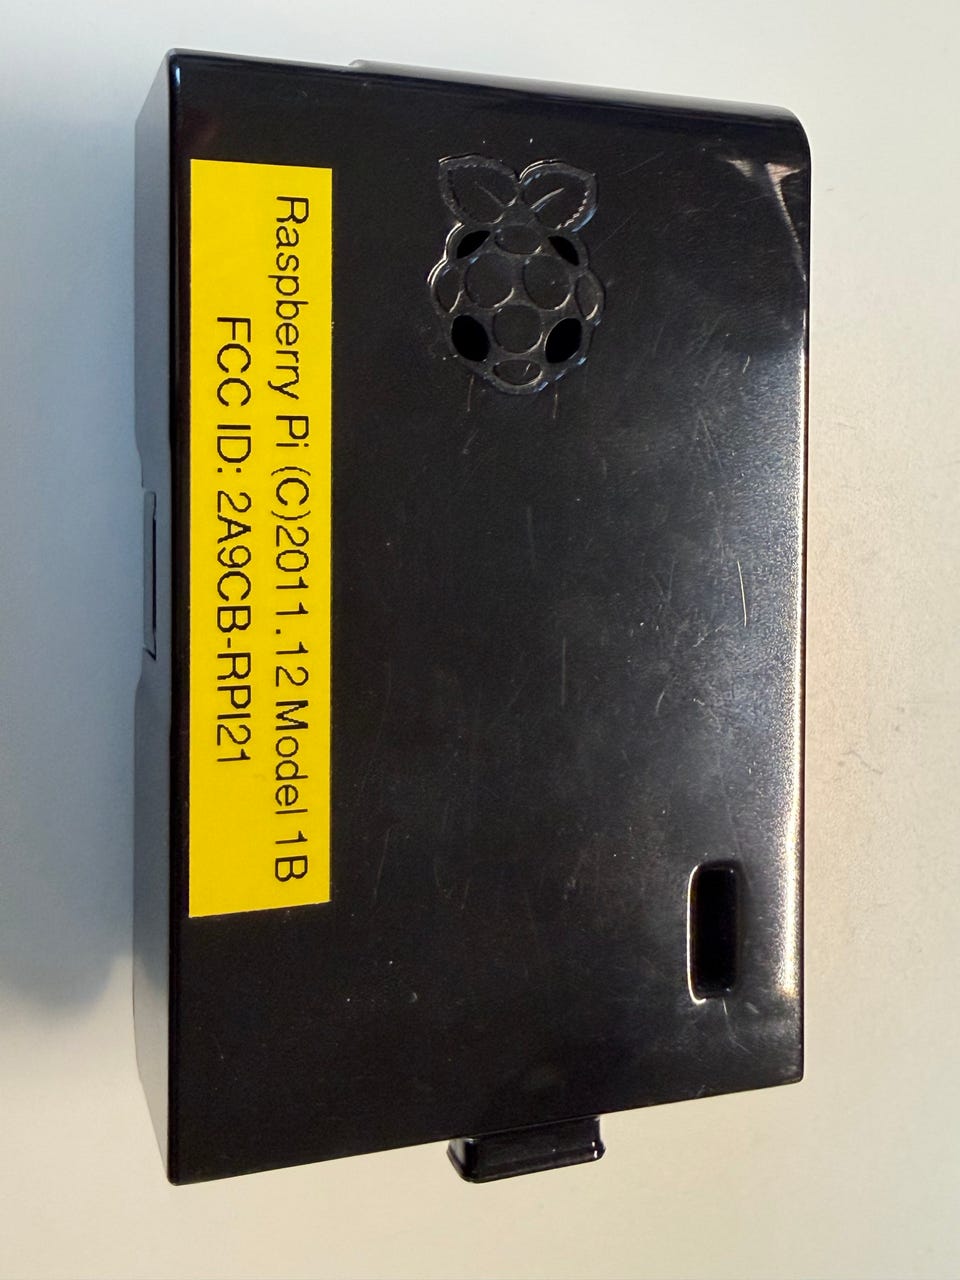 Raspberry Pi (C)2011.12 Model 1B
FCC ID: 2A9CB-RPI21